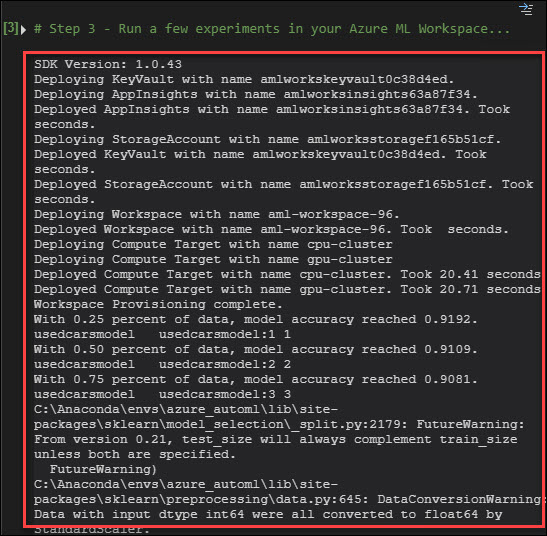 [3] # Step 3 - Run a few experiments in your Azure ML Workspace...
SDK Version: 1.0.43
Deploying KeyVault with name amlworkskeyvault0c38d4ed.
Deploying AppInsights with name amlworksinsights63a87f34.
Deployed AppInsights with name amlworksinsights63a87f34. Took
seconds.
Deploying StorageAccount with name amlworksstoragef165b51cf.
Deployed KeyVault with name amlworkskeyvault0c38d4ed. Took
seconds.
Deployed StorageAccount with name amlworksstoragef165b51cf. Took
seconds.
Deploying Workspace with name aml-workspace-96.
Deployed Workspace with name aml-workspace-96. Took  seconds.
Deploying Compute Target with name cpu-cluster
Deploying Compute Target with name gpu-cluster
Deployed Compute Target with name cpu-cluster. Took 20.41 seconds
Deployed Compute Target with name gpu-cluster. Took 20.71 seconds
Workspace Provisioning complete.
With 0.25 percent of data, model accuracy reached 0.9192.
usedcarsmodel   usedcarsmodel:1 1
With 0.50 percent of data, model accuracy reached 0.9109.
usedcarsmodel   usedcarsmodel:2 2
With 0.75 percent of data, model accuracy reached 0.9081.
usedcarsmodel   usedcarsmodel:3 3
C:\Anaconda\envs\azure_automl\lib\site-
packages\sklearn\model_selection\_split.py:2179: FutureWarning:
From version 0.21, test_size will always complement train_size
unless both are specified.
  FutureWarning)
C:\Anaconda\envs\azure_automl\lib\site-
packages\sklearn\preprocessing\data.py:645: DataConversionWarning:
Data with input dtype int64 were all converted to float64 by
StandardScaler.